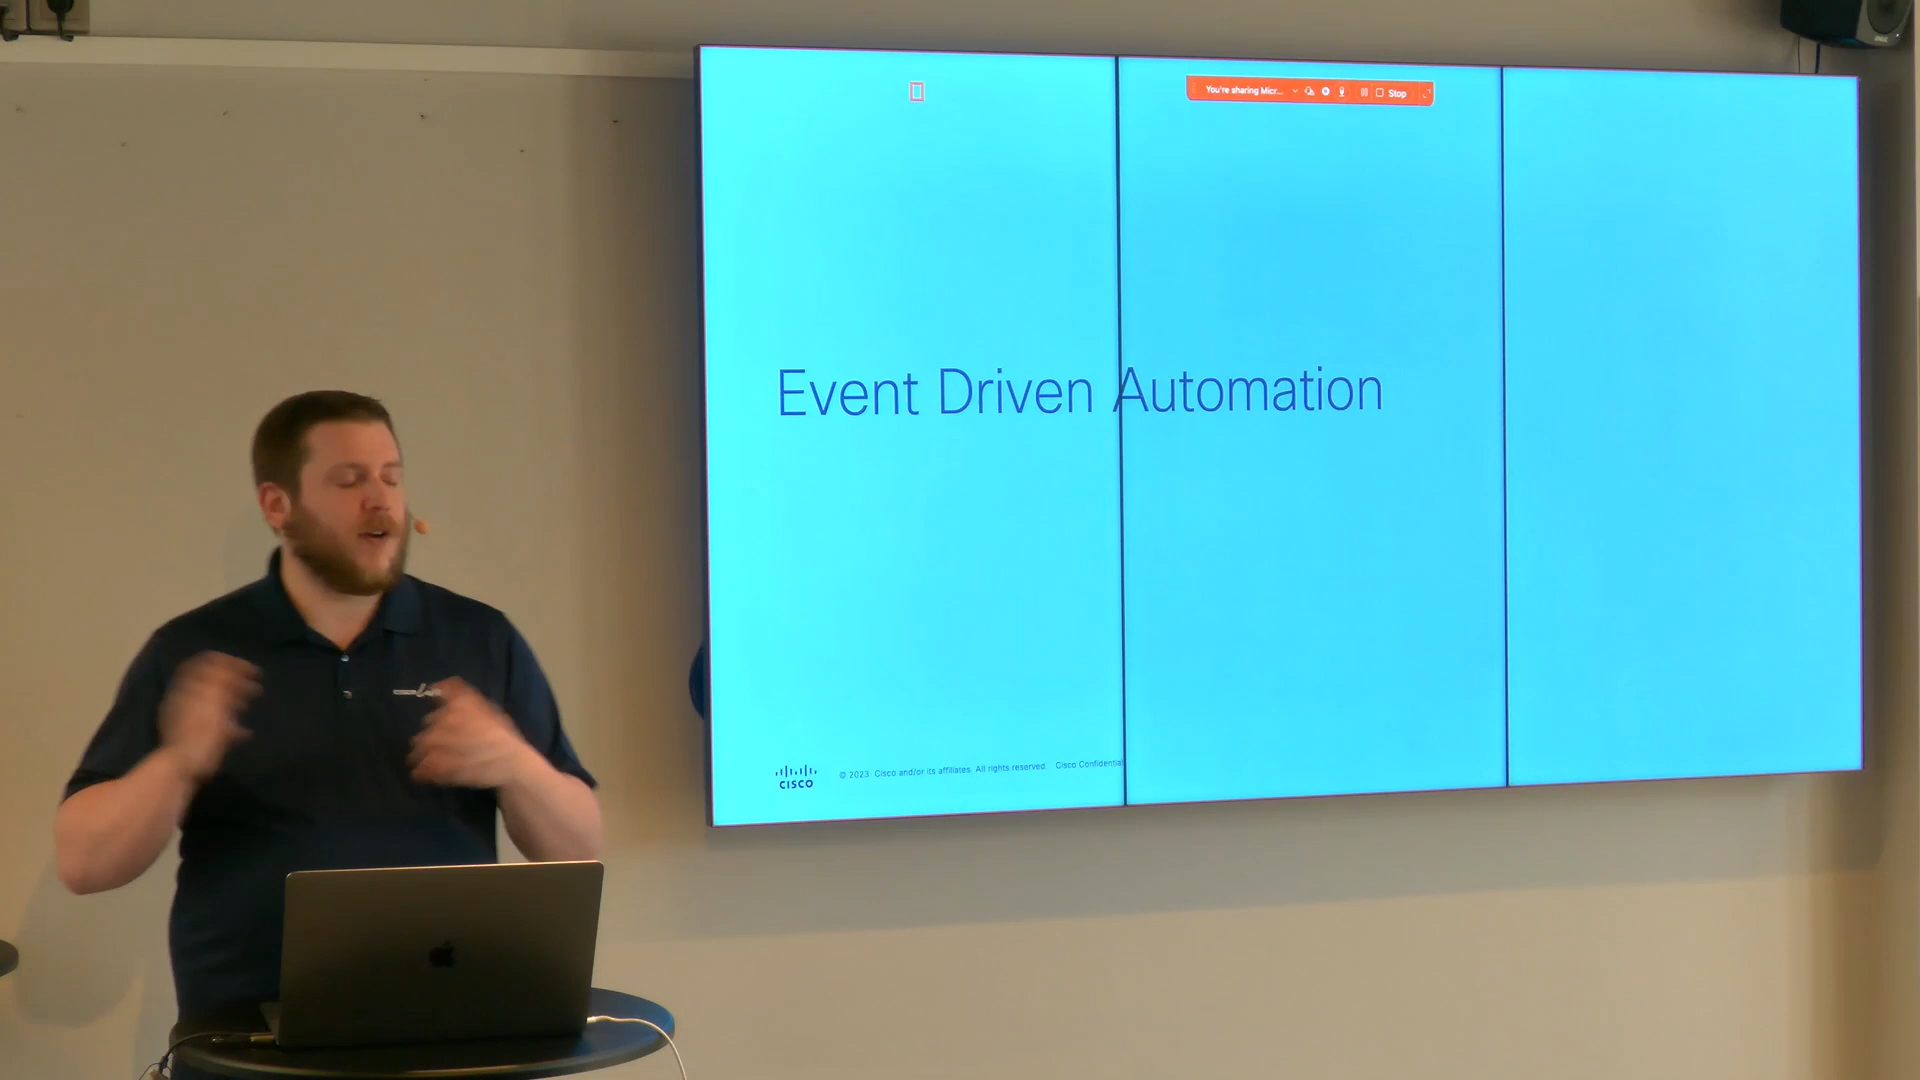 You're sharing Micr...
Stop
Event Driven Automation
CISCO
© 2023 Cisco and/or its affiliates. All rights reserved. Cisco Confidential